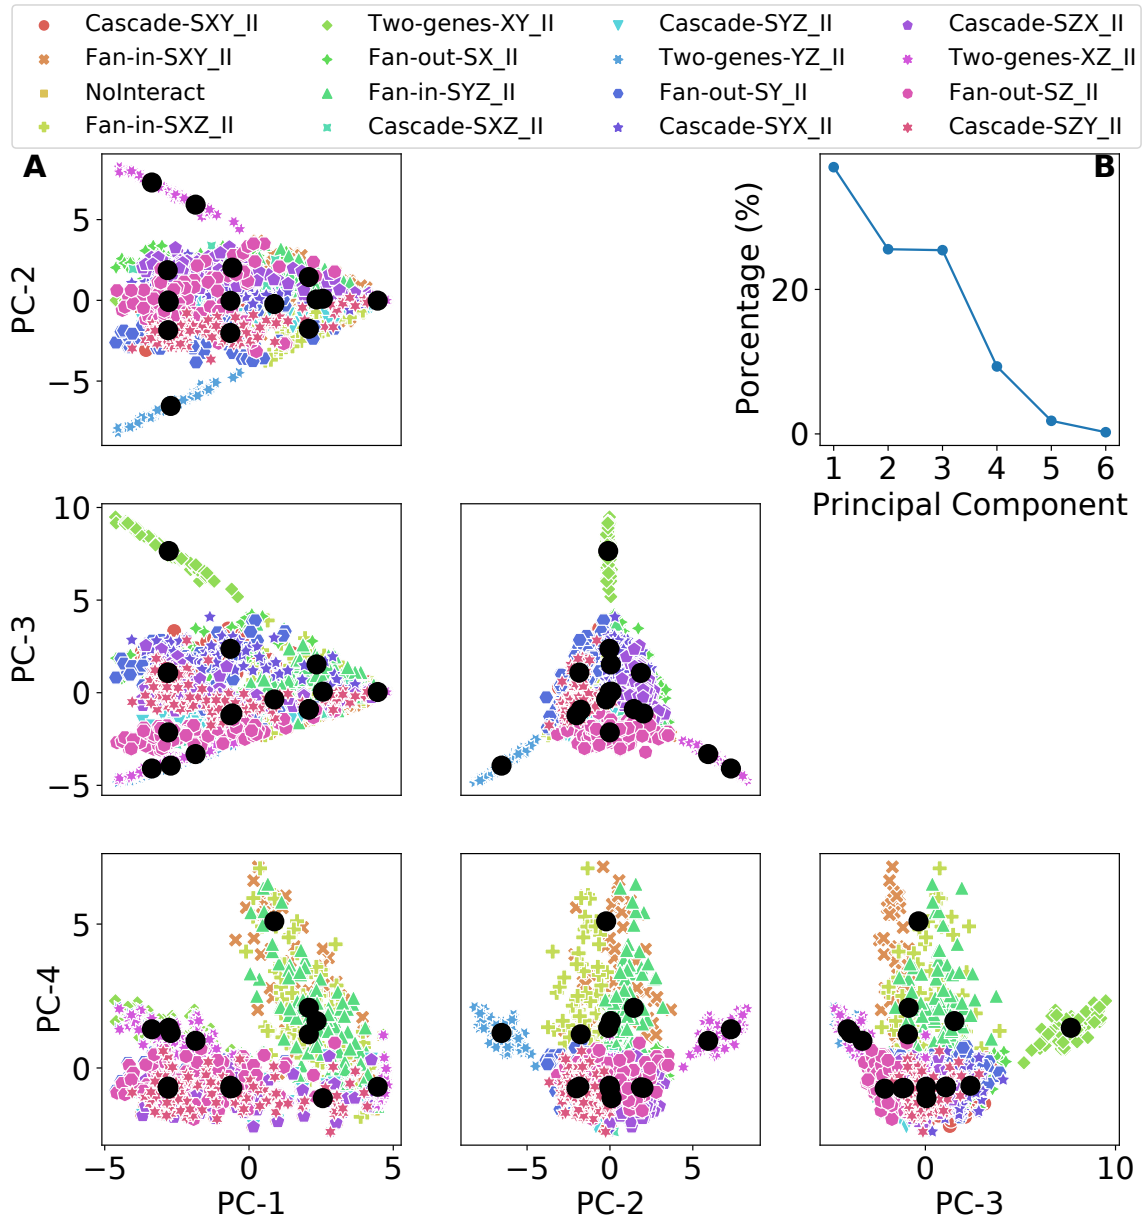 Cascade-SXY_II Two-genes-XY_II Cascade-SYZ_II Cascade-SZX_II
Fan-in-SXY_II Fan-out-SX_II Two-genes-YZ_II Two-genes-XZ_II
NoInteract Fan-in-SYZ_II Fan-out-SY_II Fan-out-SZ_II
Fan-in-SXZ_II Cascade-SXZ_II Cascade-SYX_II Cascade-SZY_II
A
5
0
−5
PC-2
B
20
0
Porcentage (%)
1 2 3 4 5 6
Principal Component
10
5
0
−5
PC-3
5
0
PC-4
−5 0 5
PC-1
−5 0 5
PC-2
0 10
PC-3